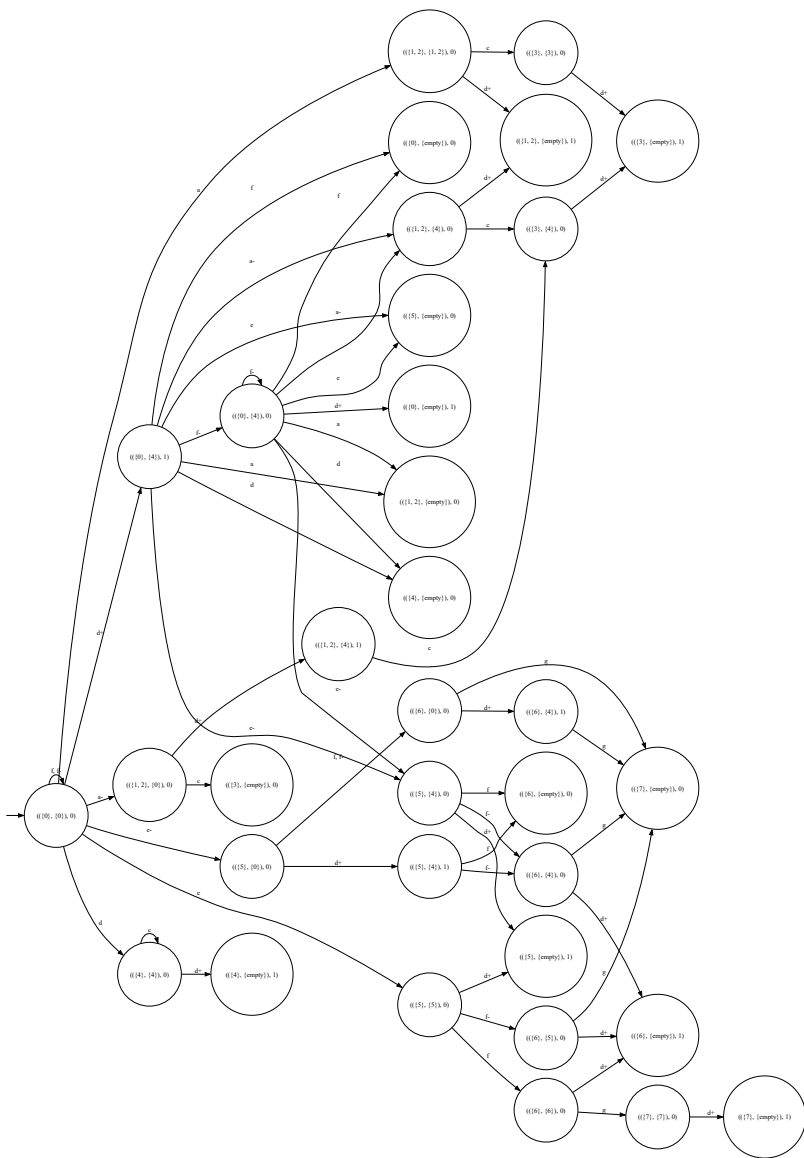 (({1, 2}, {1, 2}), 0)
c
(({3}, {3}), 0)
d+
d+
(({1, 2}, {empty}), 1)
(({3}, {empty}), 1)
(({0}, {empty}), 0)
a
f
f
d+
d+
(({1, 2}, {4}), 0)
c
(({3}, {4}), 0)
a-
(({5}, {empty}), 0)
a-
e
f-
e
(({0}, {4}), 0)
d+
(({0}, {empty}), 1)
a
f-
(({0}, {4}), 1)
a
d
d
(({1, 2}, {empty}), 0)
(({4}, {empty}), 0)
d+
(({1, 2}, {4}), 1)
c
e-
g
(({6}, {0}), 0)
d+
(({6}, {4}), 1)
d+
e-
g
f, f-
f, f-
(({1, 2}, {0}), 0)
c
(({3}, {empty}), 0)
a-
(({5}, {4}), 0)
f
(({6}, {empty}), 0)
(({7}, {empty}), 0)
f-
(({0}, {0}), 0)
e-
d+
g
f
(({5}, {0}), 0)
d+
(({5}, {4}), 1)
f-
(({6}, {4}), 0)
e
d
d+
c
(({5}, {empty}), 1)
(({4}, {4}), 0)
d+
(({4}, {empty}), 1)
d+
g
(({5}, {5}), 0)
f-
(({6}, {5}), 0)
d+
(({6}, {empty}), 1)
f
d+
(({6}, {6}), 0)
g
(({7}, {7}), 0)
d+
(({7}, {empty}), 1)